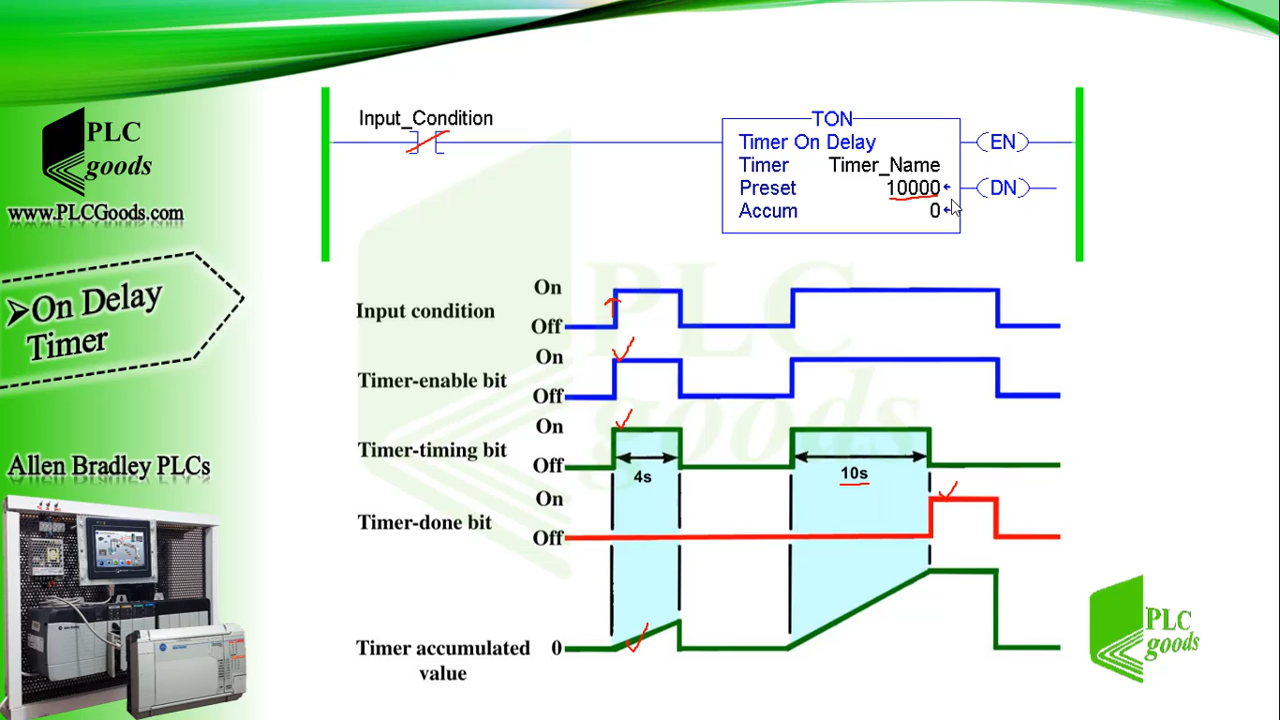 PLC
goods
www.PLCGoods.com
➢On Delay
Timer
Allen Bradley PLCs
Input_Condition
TON
Timer On Delay
Timer Timer_Name
Preset 10000
Accum 0
EN
DN
Input condition
On
Off
Timer-enable bit
On
Off
Timer-timing bit
On
Off
4s
10s
Timer-done bit
On
Off
Timer accumulated
value
0
PLC
goods
PLC
goods